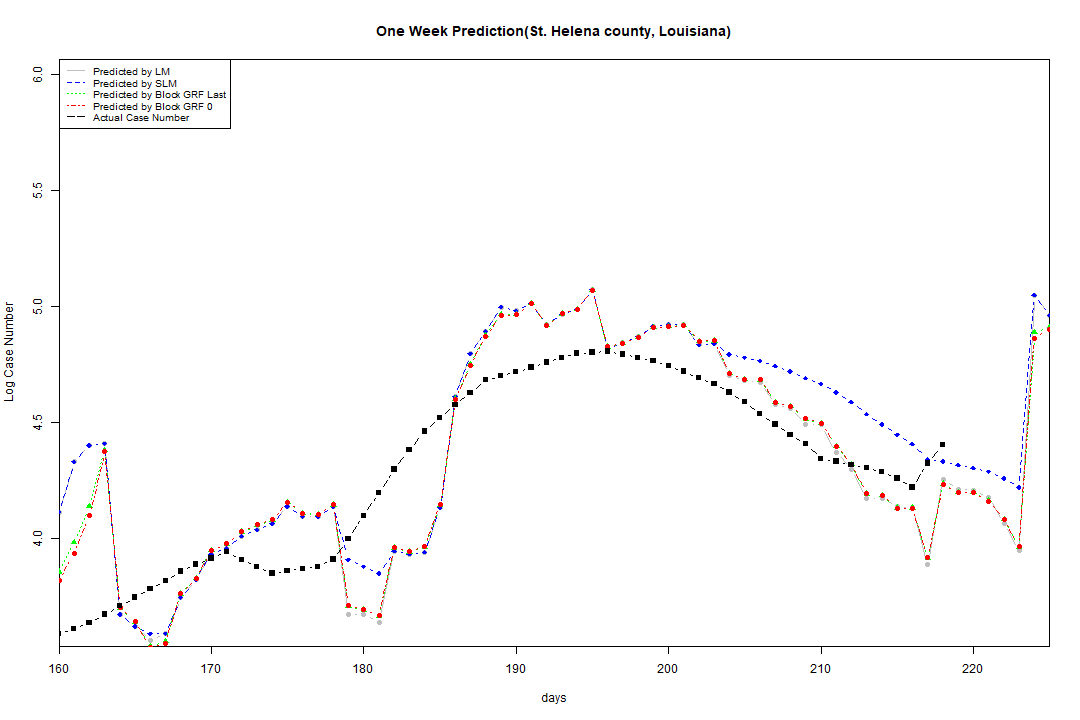 One Week Prediction(St. Helena county, Louisiana)
Predicted by LM
Predicted by SLM
Predicted by Block GRF Last
Predicted by Block GRF 0
Actual Case Number
6.0
5.5
5.0
4.5
4.0
Log Case Number
160 170 180 190 200 210 220
days